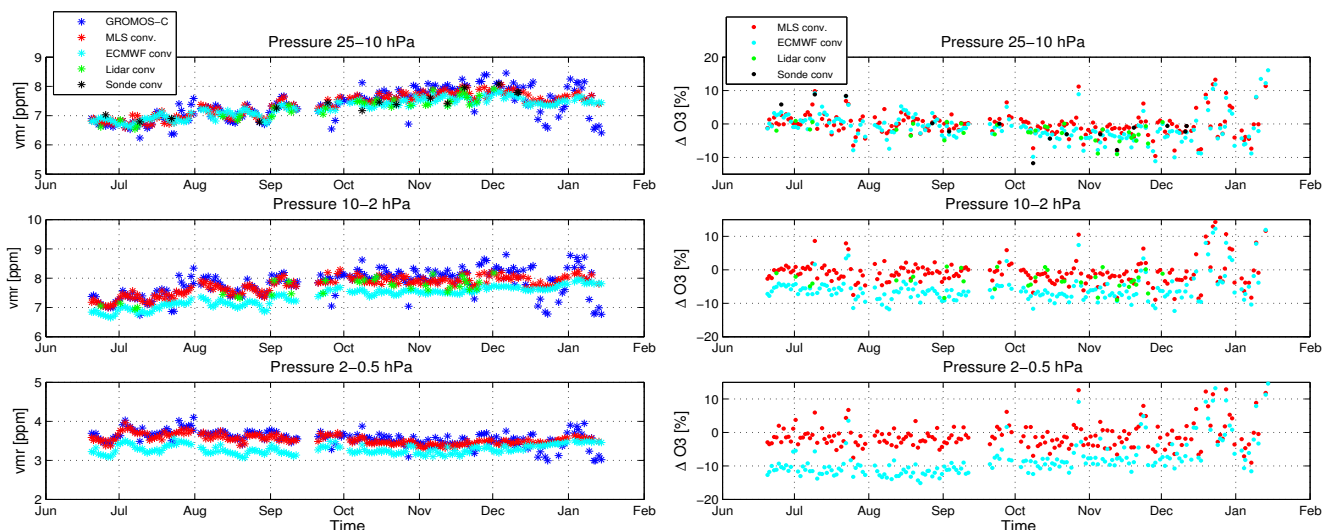 GROMOS-C
MLS conv.
ECMWF conv
Lidar conv
Sonde conv
Pressure 25−10 hPa
vmr [ppm]
9
8
7
6
5
Jun Jul Aug Sep Oct Nov Dec Jan Feb
Pressure 10−2 hPa
vmr [ppm]
10
9
8
7
6
Jun Jul Aug Sep Oct Nov Dec Jan Feb
Pressure 2−0.5 hPa
vmr [ppm]
5
4
3
2
Jun Jul Aug Sep Oct Nov Dec Jan Feb
Time
MLS conv.
ECMWF conv
Lidar conv
Sonde conv
Pressure 25−10 hPa
Δ O3 [%]
20
10
0
−10
Jun Jul Aug Sep Oct Nov Dec Jan Feb
Pressure 10−2 hPa
Δ O3 [%]
10
0
−10
−20
Jun Jul Aug Sep Oct Nov Dec Jan Feb
Pressure 2−0.5 hPa
Δ O3 [%]
10
0
−10
−20
Jun Jul Aug Sep Oct Nov Dec Jan Feb
Time